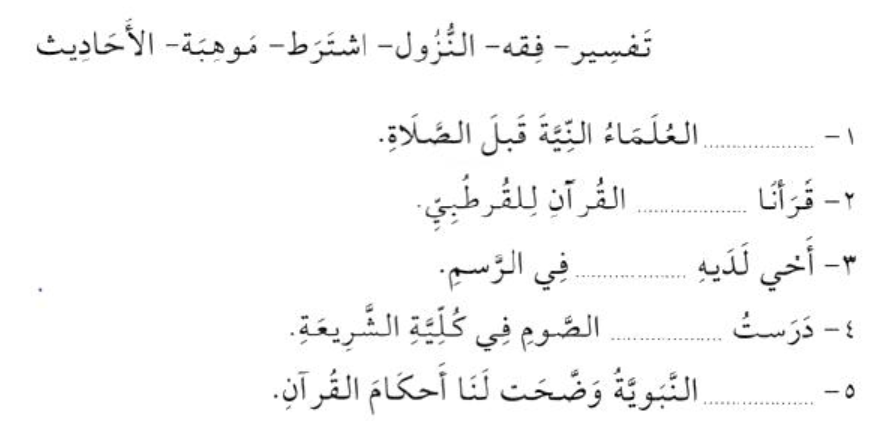 تَفسِير- فِقه- النُّزُول- اشتَرَط- مَوهِبَة- الأَحَادِيث
١- .................... العُلَمَاءُ النِّيَّةَ قَبلَ الصَّلَاةِ.
٢- قَرَأنَا .................... القُرآنِ لِلقُرطُبِيِّ.
٣- أَخي لَدَيهِ .................... فِي الرَّسمِ.
٤- دَرَستُ .................... الصَّومِ فِي كُلِّيَّةِ الشَّرِيعَةِ.
٥- .................... النَّبَوِيَّةُ وَضَّحَت لَنَا أَحكَامَ القُرآنِ.